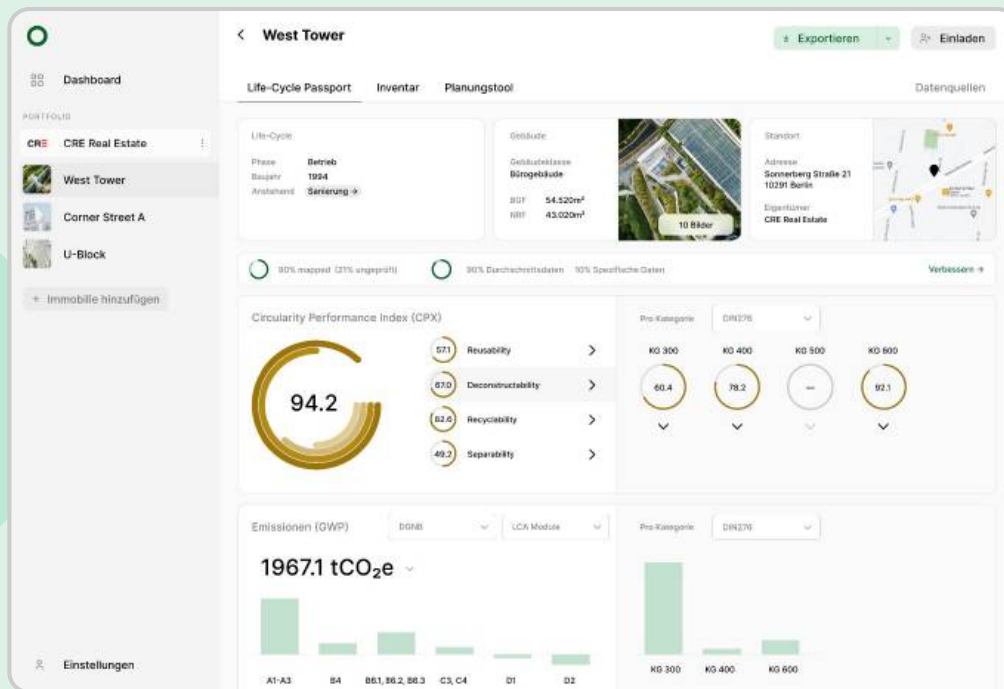 West Tower
Exportieren
Einladen
Dashboard
Life-Cycle Passport
Inventar
Planungstool
Datenquellen
PORTFOLIO
CRE CRE Real Estate
West Tower
Corner Street A
U-Block
+ Immobilie hinzufügen
Einstellungen
Life-Cycle
Phase Betrieb
Baujahr 1994
Anstehend Sanierung →
Gebäude
Gebäudeklasse
Bürogebäude
BGF 54.520m²
NRF 43.020m²
10 Bilder
Standort
Adresse
Sonnerberg Straße 21
10291 Berlin
Eigentümer
CRE Real Estate
90% mapped (21% ungeprüft)
90% Durchschnittsdaten 10% Spezifische Daten
Verbessern →
Circularity Performance Index (CPX)
94.2
57.1 Reusability
67.0 Deconstructability
82.6 Recyclability
49.2 Separability
Pro Kategorie DIN276
KG 300 KG 400 KG 500 KG 600
60.4 78.2 — 92.1
Emissionen (GWP) DGNB LCA Module
1967.1 tCO₂e
A1-A3 B4 B6.1, B6.2, B6.3 C3, C4 D1 D2
Pro Kategorie DIN276
KG 300 KG 400 KG 600